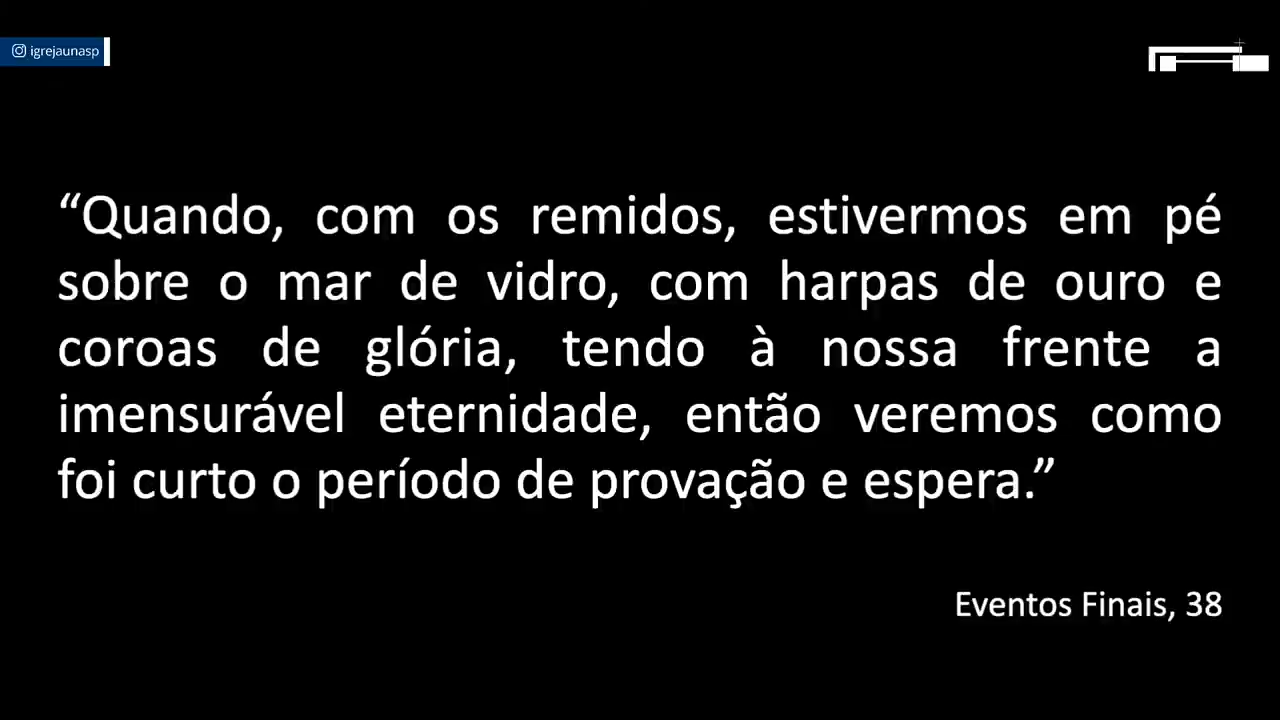 igrejaunasp
“Quando, com os remidos, estivermos em pé
sobre o mar de vidro, com harpas de ouro e
coroas de glória, tendo à nossa frente a
imensurável eternidade, então veremos como
foi curto o período de provação e espera.”
Eventos Finais, 38